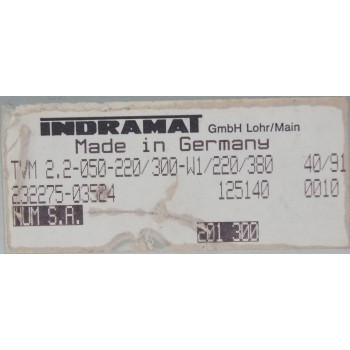 INDRAMAT GmbH Lohr/Main
Made in Germany
TVM 2.2-050-220/300-W1/220/380 40/91
232275-03524 125140 0010
NUM S.A.
201 300